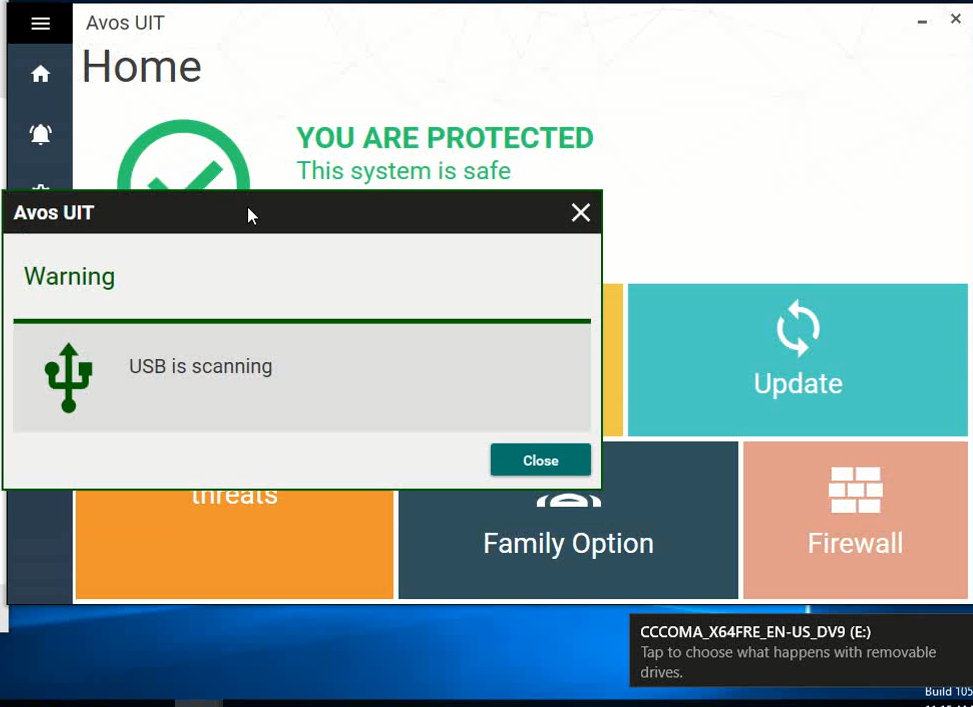 Avos UIT
Home
YOU ARE PROTECTED
This system is safe
Avos UIT
Warning
USB is scanning
Close
Update
threats
Family Option
Firewall
CCCOMA_X64FRE_EN-US_DV9 (E:)
Tap to choose what happens with removable
drives.
Build 105